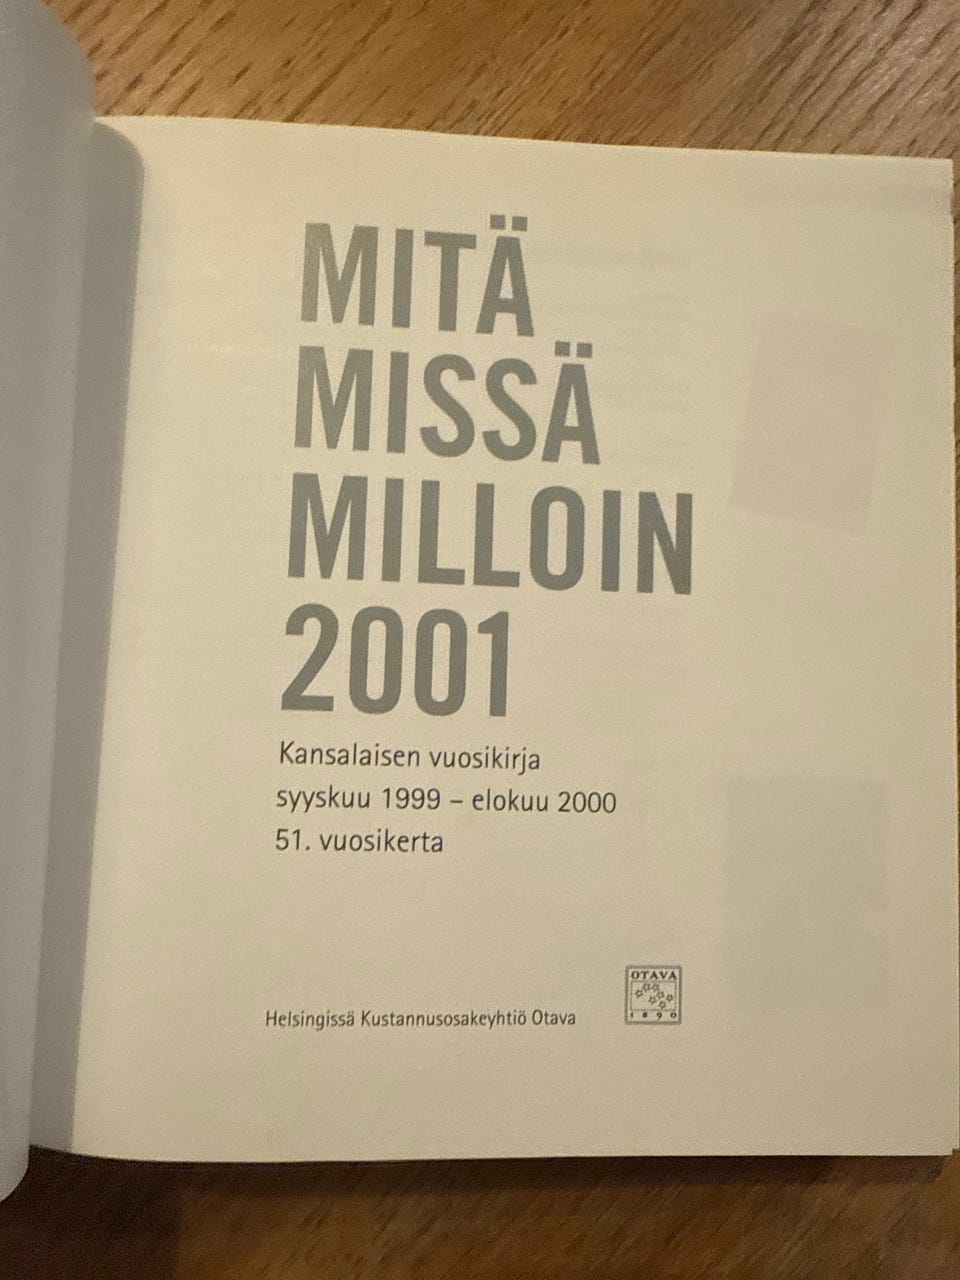 MITÄ
MISSÄ
MILLOIN
2001
Kansalaisen vuosikirja
syyskuu 1999 – elokuu 2000
51. vuosikerta
Helsingissä Kustannusosakeyhtiö Otava
OTAVA
1890